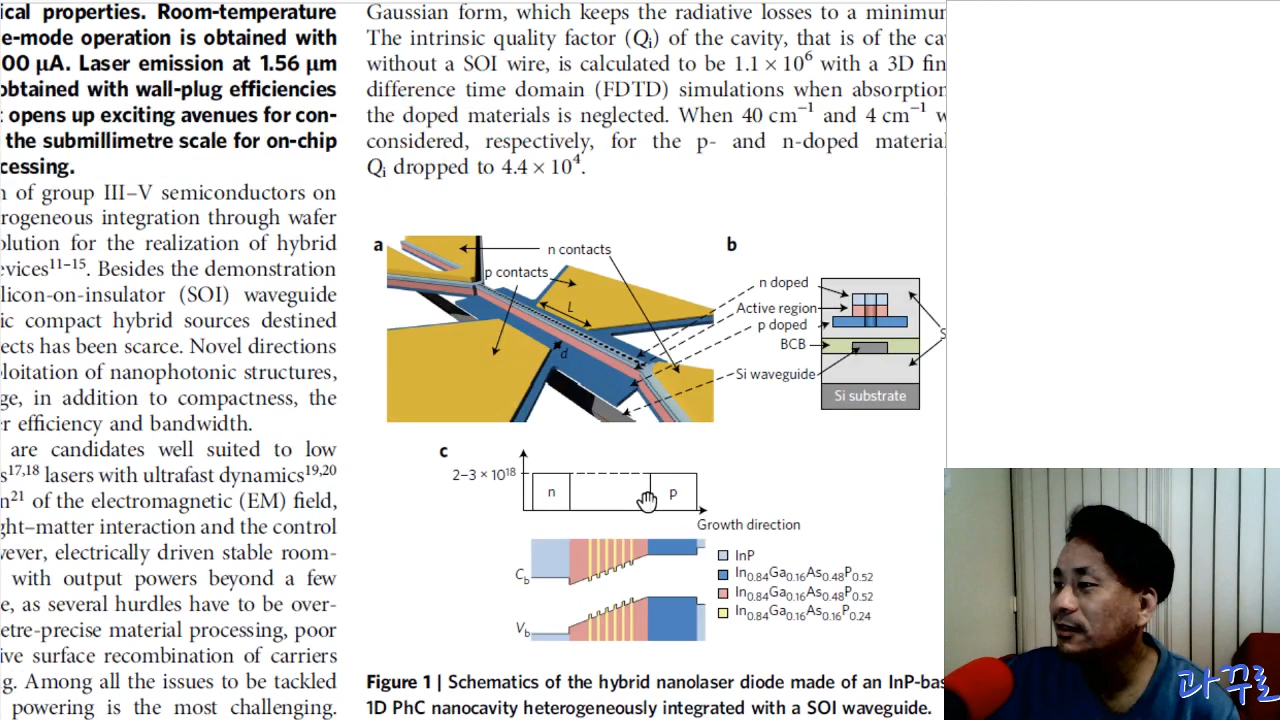 ical properties. Room-temperature
e-mode operation is obtained with
00 μA. Laser emission at 1.56 μm
obtained with wall-plug efficiencies
opens up exciting avenues for con-
the submillimetre scale for on-chip
cessing.
n of group III–V semiconductors on
rogeneous integration through wafer
olution for the realization of hybrid
evices11–15. Besides the demonstration
ilicon-on-insulator (SOI) waveguide
ic compact hybrid sources destined
ects has been scarce. Novel directions
loitation of nanophotonic structures,
ge, in addition to compactness, the
r efficiency and bandwidth.
are candidates well suited to low
s17,18 lasers with ultrafast dynamics19,20
n21 of the electromagnetic (EM) field,
ght–matter interaction and the control
vever, electrically driven stable room-
with output powers beyond a few
e, as several hurdles have to be over-
etre-precise material processing, poor
ive surface recombination of carriers
g. Among all the issues to be tackled
powering is the most challenging.
Gaussian form, which keeps the radiative losses to a minimum
The intrinsic quality factor (Qi) of the cavity, that is of the ca
without a SOI wire, is calculated to be 1.1 × 10⁶ with a 3D fin
difference time domain (FDTD) simulations when absorption
the doped materials is neglected. When 40 cm⁻¹ and 4 cm⁻¹ w
considered, respectively, for the p- and n-doped material
Qi dropped to 4.4 × 10⁴.
a
n contacts
p contacts
L
d
b
n doped
Active region
p doped
BCB
Si waveguide
S
Si substrate
c
2–3 × 10¹⁸
n
p
Growth direction
Cb
Vb
InP
In0.84Ga0.16As0.48P0.52
In0.84Ga0.16As0.48P0.52
In0.84Ga0.16As0.16P0.24
Figure 1 | Schematics of the hybrid nanolaser diode made of an InP-bas
1D PhC nanocavity heterogeneously integrated with a SOI waveguide.
과꾸로